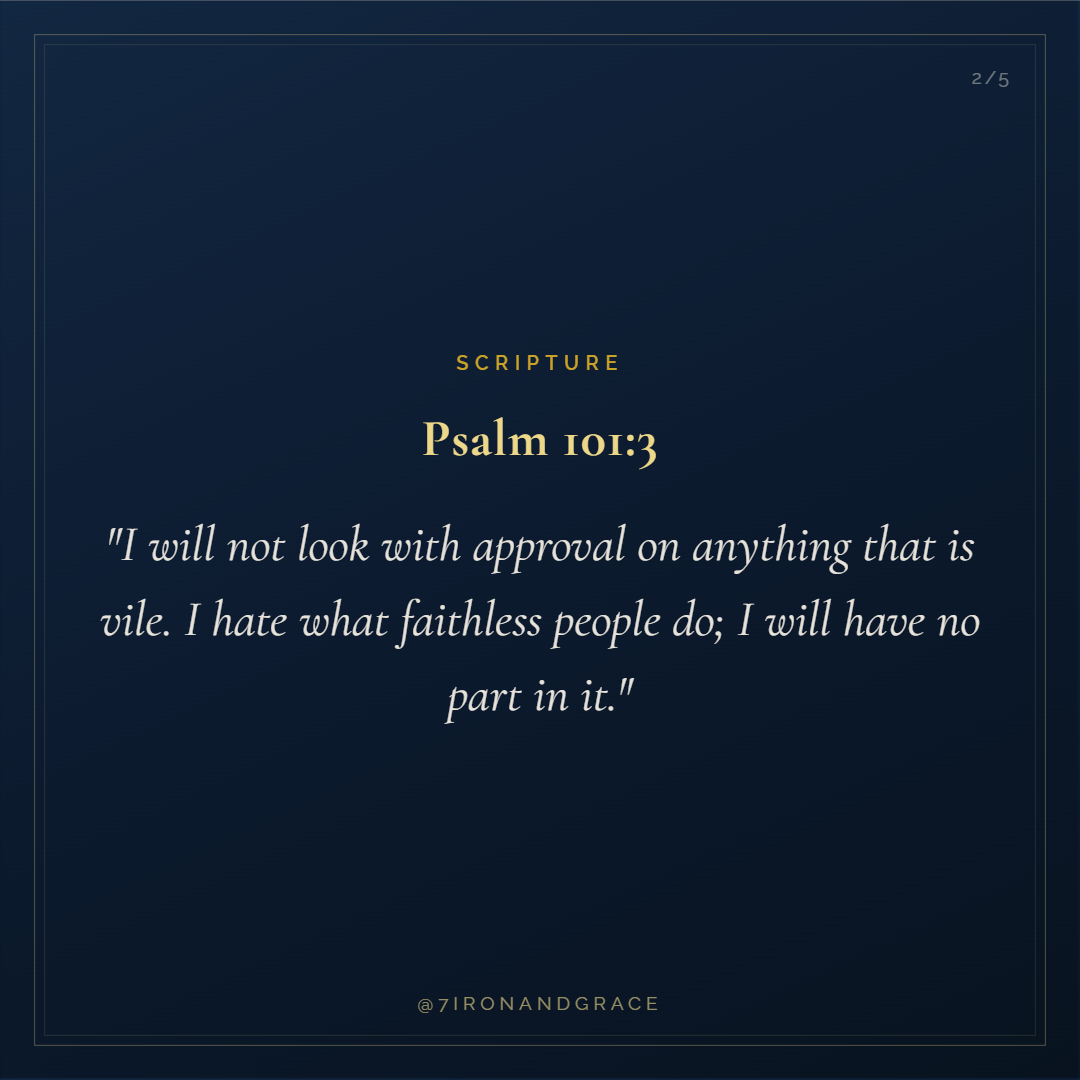 2/5
SCRIPTURE
Psalm 101:3
"I will not look with approval on anything that is
vile. I hate what faithless people do; I will have no
part in it."
@7IRONANDGRACE